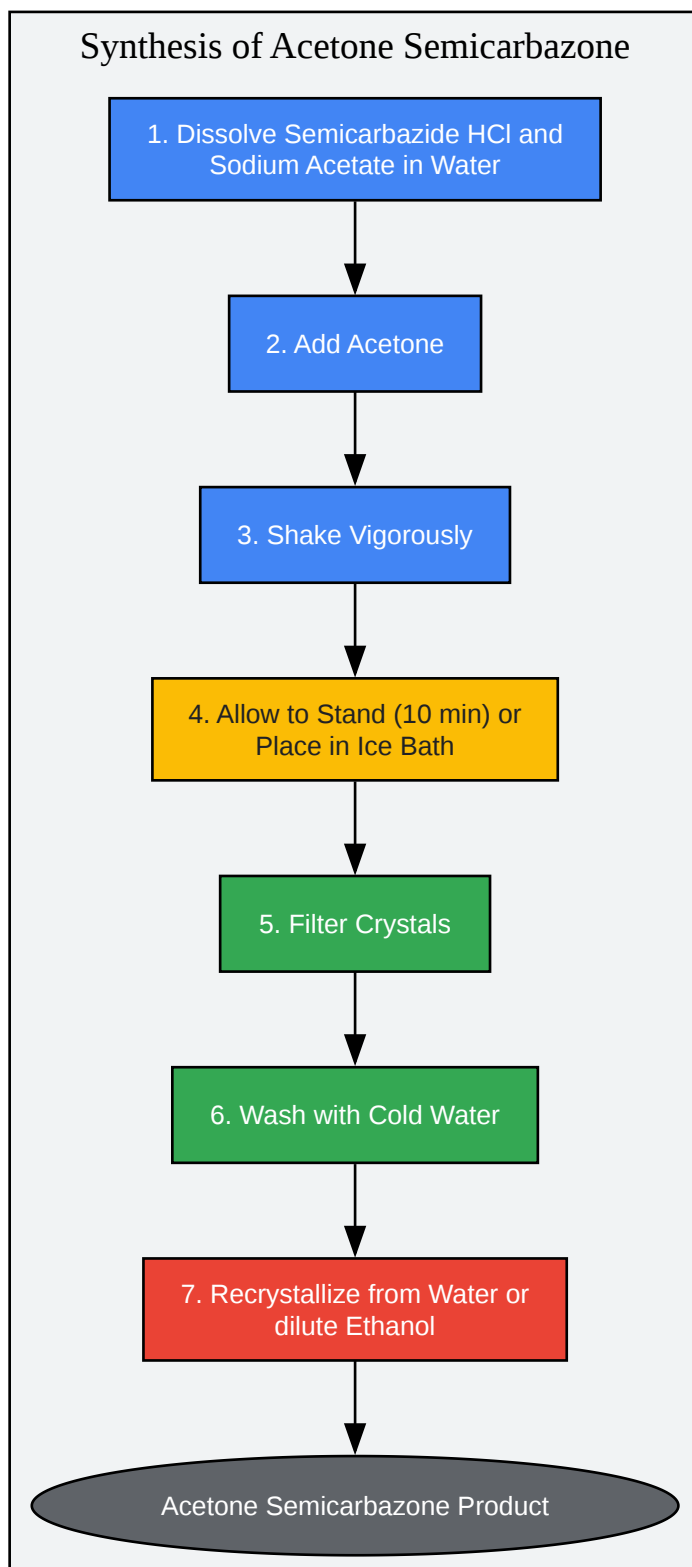 Synthesis of Acetone Semicarbazone
1. Dissolve Semicarbazide HCl and
Sodium Acetate in Water
2. Add Acetone
3. Shake Vigorously
4. Allow to Stand (10 min) or
Place in Ice Bath
5. Filter Crystals
6. Wash with Cold Water
7. Recrystallize from Water or
dilute Ethanol
Acetone Semicarbazone Product